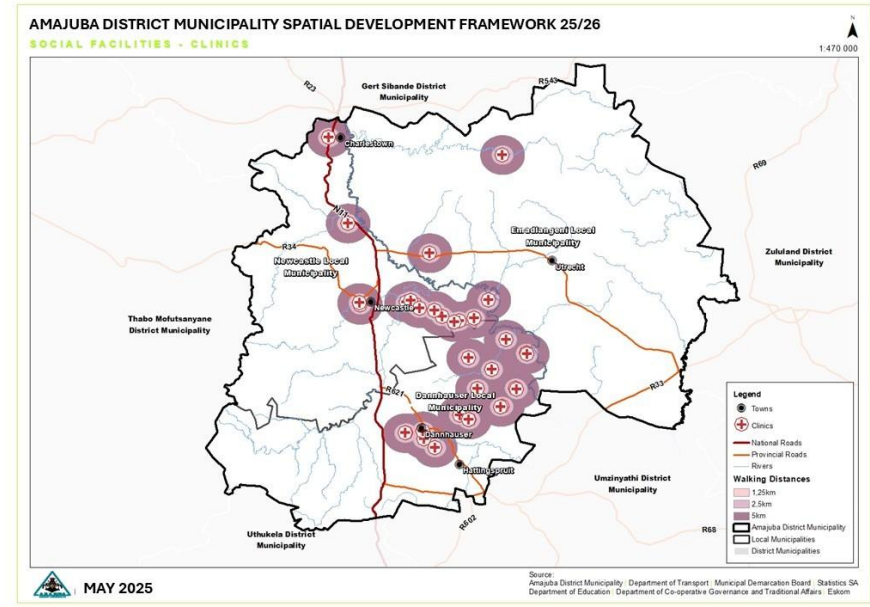 AMAJUBA DISTRICT MUNICIPALITY SPATIAL DEVELOPMENT FRAMEWORK 25/26
SOCIAL FACILITIES - CLINICS
N
1:470 000
R23
Gert Sibande District
Municipality
R543
Charlestown
R69
N11
Emadlangeni Local
Municipality
R34
Newcastle Local
Municipality
Utrecht
Zululand District
Municipality
Newcastle
Thabo Mofutsanyane
District Municipality
R33
R621
Dannhauser Local
Municipality
Dannhauser
Hattingspruit
Umzinyathi District
Municipality
R602
R68
Uthukela District
Municipality
Legend
Towns
Clinics
National Roads
Provincial Roads
Rivers
Walking Distances
1,25km
2,5km
5km
Amajuba District Municipality
Local Municipalities
District Municipalities
AMAJUBA
MAY 2025
Source:
Amajuba District Municipality | Department of Transport | Municipal Demarcation Board | Statistics SA
Department of Education | Department of Co-operative Governance and Traditional Affairs | Eskom